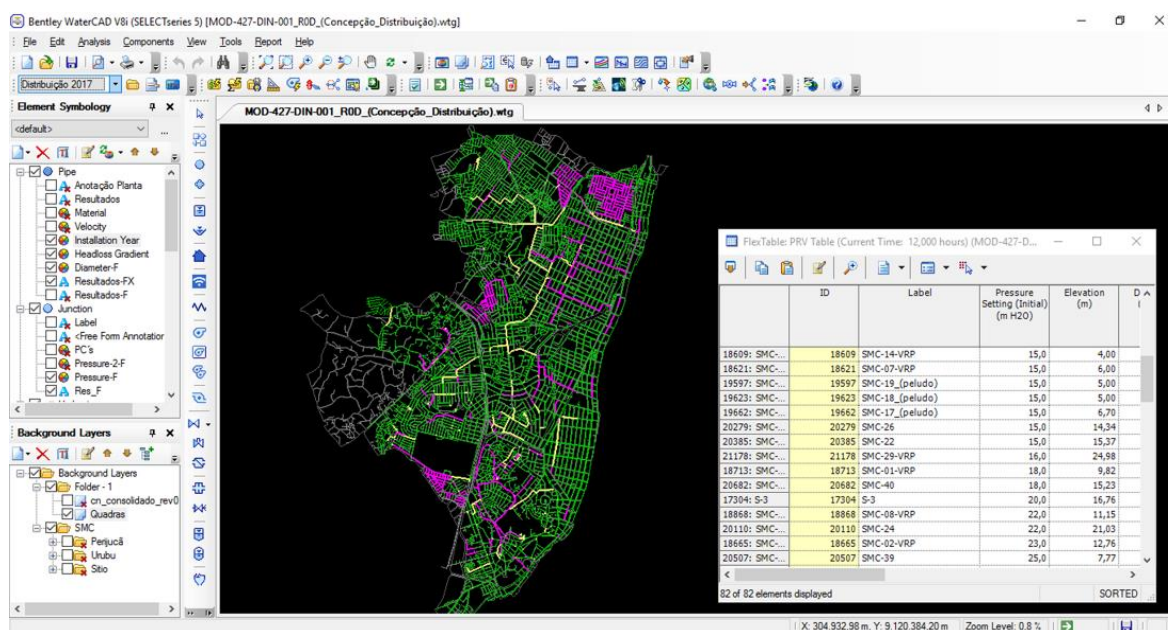 Bentley WaterCAD V8i (SELECTseries 5) [MOD-427-DIN-001_R0D_(Concepção_Distribuição).wtg]
File Edit Analysis Components View Tools Report Help
Distribuição 2017
Element Symbology
<default>
Pipe
Anotação Planta
Resultados
Material
Velocity
Installation Year
Headloss Gradient
Diameter-F
Resultados-FX
Resultados-F
Junction
Label
<Free Form Annotation
PC's
Pressure-2-F
Pressure-F
Res_F
Background Layers
Background Layers
Folder - 1
cn_consolidado_rev0
Quadras
SMC
Perijucã
Urubu
Sitio
MOD-427-DIN-001_R0D_(Concepção_Distribuição).wtg
FlexTable: PRV Table (Current Time: 12,000 hours) (MOD-427-D...
ID Label Pressure Setting (Initial) (m H2O) Elevation (m) D
18609: SMC-... 18609 SMC-14-VRP 15,0 4,00
18621: SMC-... 18621 SMC-07-VRP 15,0 6,00
19597: SMC-... 19597 SMC-19_(peludo) 15,0 5,00
19623: SMC-... 19623 SMC-18_(peludo) 15,0 5,00
19662: SMC-... 19662 SMC-17_(peludo) 15,0 6,70
20279: SMC-... 20279 SMC-26 15,0 14,34
20385: SMC-... 20385 SMC-22 15,0 15,37
21178: SMC-... 21178 SMC-29-VRP 16,0 24,98
18713: SMC-... 18713 SMC-01-VRP 18,0 9,82
20682: SMC-... 20682 SMC-40 18,0 15,23
17304: S-3 17304 S-3 20,0 16,76
18868: SMC-... 18868 SMC-08-VRP 22,0 11,15
20110: SMC-... 20110 SMC-24 22,0 21,03
18665: SMC-... 18665 SMC-02-VRP 23,0 12,76
20507: SMC-... 20507 SMC-39 25,0 7,77
82 of 82 elements displayed SORTED
X: 304.932,98 m, Y: 9.120.384,20 m Zoom Level: 0,8 %